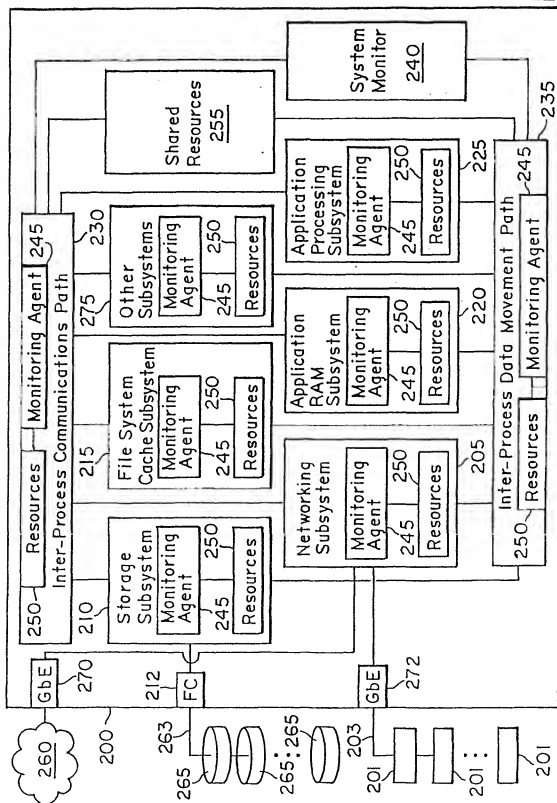 Resources
Monitoring Agent
245
250
Inter-Process Communications Path
230
Storage
Subsystem
Monitoring
Agent
250
245
Resources
210
File System
Cache Subsystem
Monitoring
Agent
250
245
Resources
215
Other
Subsystems
Monitoring
Agent
250
245
Resources
275
Shared
Resources
255
System
Monitor
240
Networking
Subsystem
Monitoring
Agent
250
245
Resources
205
Application
RAM Subsystem
Monitoring
Agent
250
245
Resources
220
Application
Processing
Subsystem
Monitoring
Agent
250
245
Resources
225
Inter-Process Data Movement Path
235
Resources
Monitoring Agent
245
250
GbE
270
FC
212
GbE
272
260
200
263
265
265
265
203
201
201
201